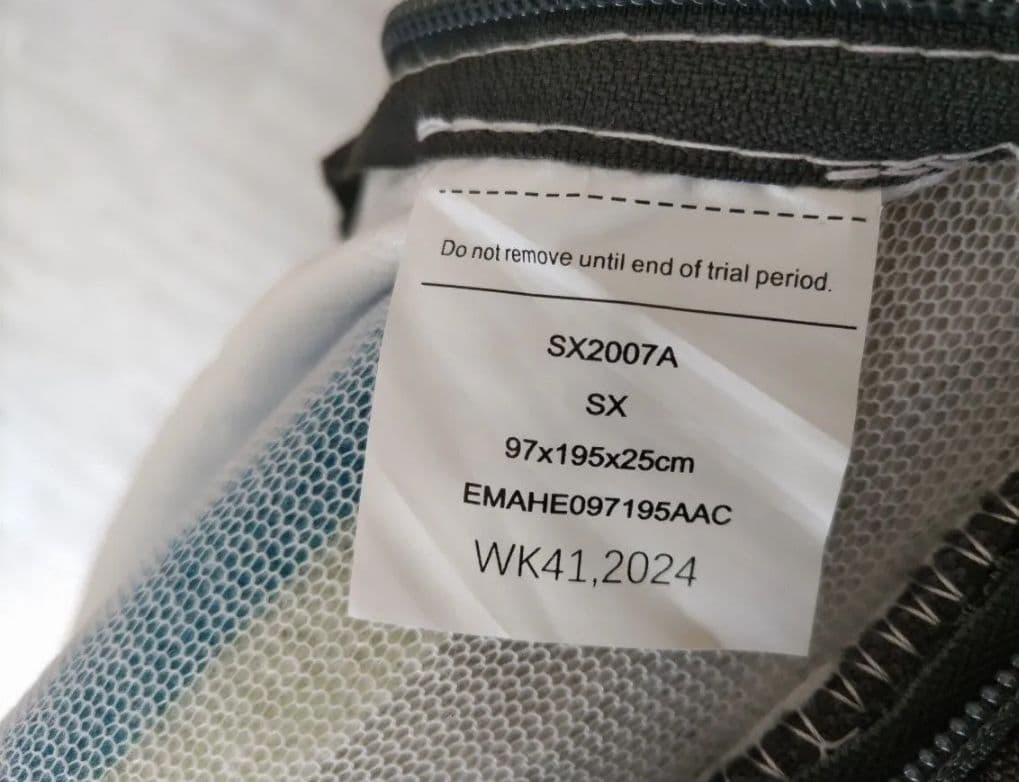 Do not remove until end of trial period.
SX2007A
SX
97x195x25cm
EMAHE097195AAC
WK41,2024